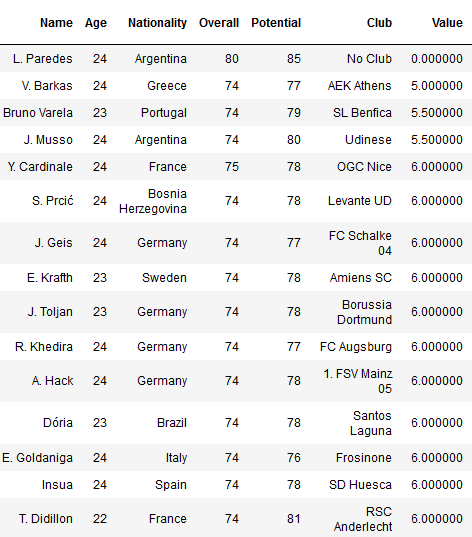 Name Age Nationality Overall Potential Club Value
L. Paredes 24 Argentina 80 85 No Club 0.000000
V. Barkas 24 Greece 74 77 AEK Athens 5.000000
Bruno Varela 23 Portugal 74 79 SL Benfica 5.500000
J. Musso 24 Argentina 74 80 Udinese 5.500000
Y. Cardinale 24 France 75 78 OGC Nice 6.000000
S. Prcić 24 Bosnia Herzegovina 74 78 Levante UD 6.000000
J. Geis 24 Germany 74 77 FC Schalke 04 6.000000
E. Krafth 23 Sweden 74 78 Amiens SC 6.000000
J. Toljan 23 Germany 74 78 Borussia Dortmund 6.000000
R. Khedira 24 Germany 74 77 FC Augsburg 6.000000
A. Hack 24 Germany 74 78 1. FSV Mainz 05 6.000000
Dória 23 Brazil 74 78 Santos Laguna 6.000000
E. Goldaniga 24 Italy 74 76 Frosinone 6.000000
Insua 24 Spain 74 78 SD Huesca 6.000000
T. Didillon 22 France 74 81 RSC Anderlecht 6.000000